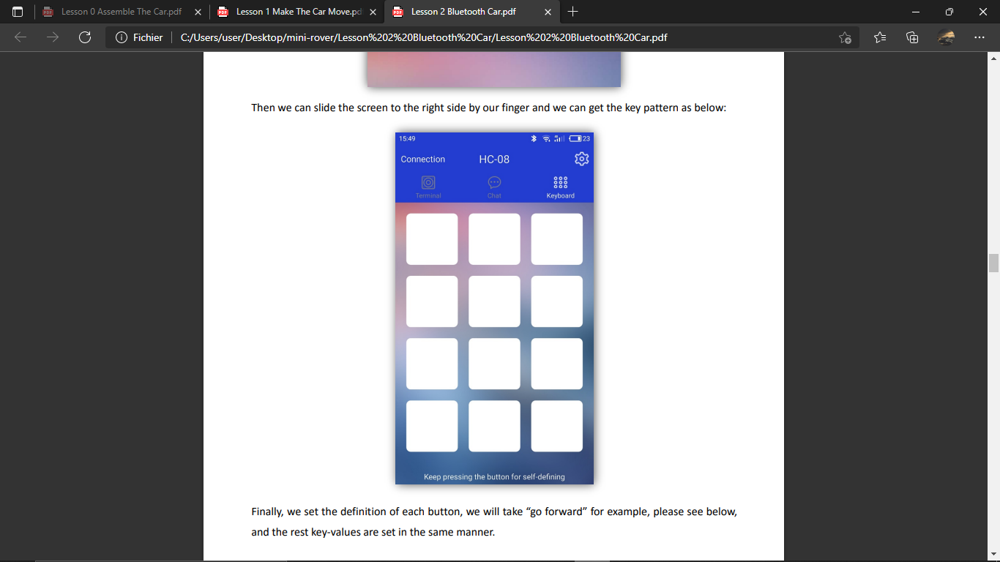 Lesson 0 Assemble The Car.pdf
Lesson 1 Make The Car Move.pd
Lesson 2 Bluetooth Car.pdf
Fichier
C:/Users/user/Desktop/mini-rover/Lesson%202%20Bluetooth%20Car/Lesson%202%20Bluetooth%20Car.pdf
Then we can slide the screen to the right side by our finger and we can get the key pattern as below:
15:49
23
Connection
HC-08
Terminal
Chat
Keyboard
Keep pressing the button for self-defining
Finally, we set the definition of each button, we will take “go forward” for example, please see below,
and the rest key-values are set in the same manner.